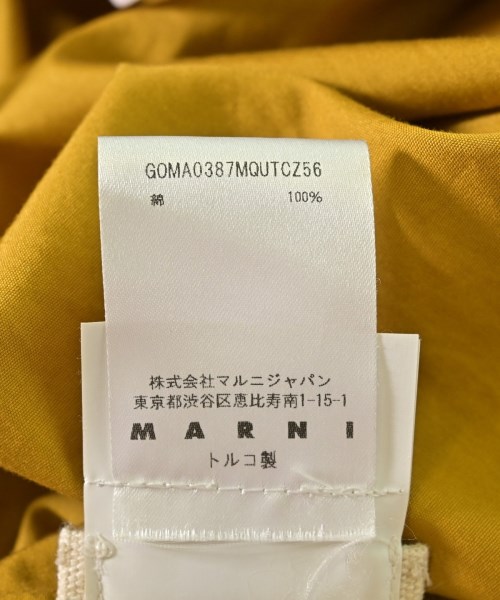 GOMA0387MQUTCZ56
綿 100%
株式会社マルニジャパン
東京都渋谷区恵比寿南1-15-1
MARNI
トルコ製